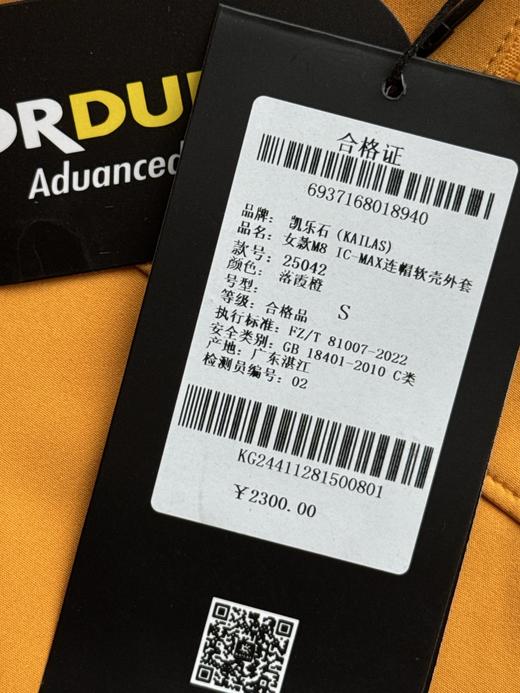 ORDU
Advanced
合格证
6937168018940
品牌： 凯乐石 (KAILAS)
品名： 女款M8 IC-MAX连帽软壳外套
款号： 25042
颜色： 落霞橙
号型： S
等级：合格品
执行标准：FZ/T 81007-2022
安全类别：GB 18401-2010 C类
产地：广东湛江
检测员编号：02
KG24411281500801
￥2300.00